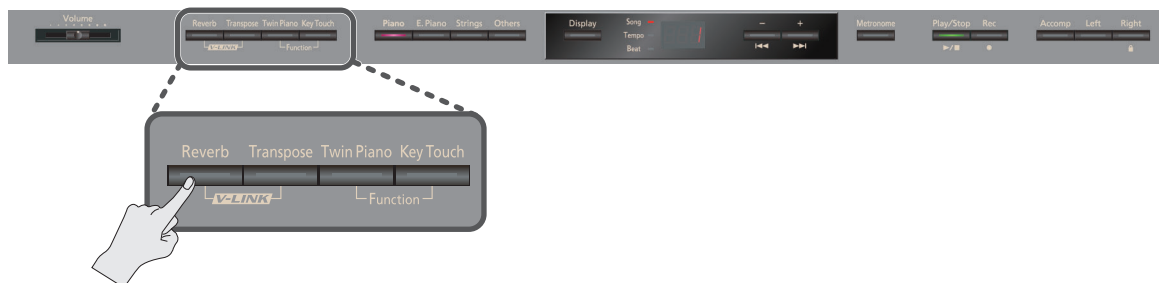 Volume
Reverb Transpose Twin Piano Key Touch
V-LINK Function
Piano E. Piano Strings Others
Display
Song
Tempo
Beat
1
- +
Metronome
Play/Stop Rec
Accomp Left Right
Reverb Transpose Twin Piano Key Touch
V-LINK Function